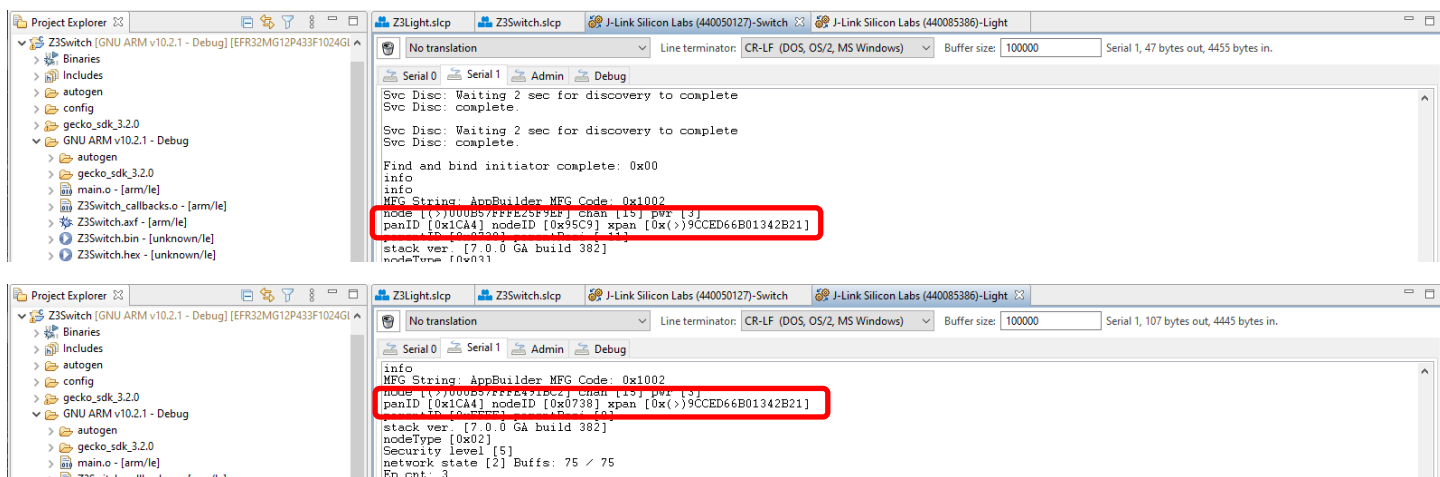 Project Explorer
Z3Light.slcp Z3Switch.slcp J-Link Silicon Labs (440050127)-Switch J-Link Silicon Labs (440085386)-Light
Z3Switch [GNU ARM v10.2.1 - Debug] [EFR32MG12P433F1024GL
Binaries
Includes
autogen
config
gecko_sdk_3.2.0
GNU ARM v10.2.1 - Debug
autogen
gecko_sdk_3.2.0
main.o - [arm/le]
Z3Switch_callbacks.o - [arm/le]
Z3Switch.axf - [arm/le]
Z3Switch.bin - [unknown/le]
Z3Switch.hex - [unknown/le]
No translation Line terminator: CR-LF (DOS, OS/2, MS Windows) Buffer size: 100000 Serial 1, 47 bytes out, 4455 bytes in.
Serial 0 Serial 1 Admin Debug
Svc Disc: Waiting 2 sec for discovery to complete
Svc Disc: complete.
Svc Disc: Waiting 2 sec for discovery to complete
Svc Disc: complete.
Find and bind initiator complete: 0x00
info
info
MFG String: AppBuilder MFG Code: 0x1002
node [(>)000B57FFFE25F9EF] chan [15] pwr [3]
panID [0x1CA4] nodeID [0x95C9] xpan [0x(>)9CCED66B01342B21]
stack ver. [7.0.0 GA build 382]
nodeType [0x03]
Project Explorer
Z3Light.slcp Z3Switch.slcp J-Link Silicon Labs (440050127)-Switch J-Link Silicon Labs (440085386)-Light
Z3Switch [GNU ARM v10.2.1 - Debug] [EFR32MG12P433F1024GL
Binaries
Includes
autogen
config
gecko_sdk_3.2.0
GNU ARM v10.2.1 - Debug
autogen
gecko_sdk_3.2.0
main.o - [arm/le]
No translation Line terminator: CR-LF (DOS, OS/2, MS Windows) Buffer size: 100000 Serial 1, 107 bytes out, 4445 bytes in.
Serial 0 Serial 1 Admin Debug
info
MFG String: AppBuilder MFG Code: 0x1002
node [(>)000B57FFFE491BC2] chan [15] pwr [3]
panID [0x1CA4] nodeID [0x0738] xpan [0x(>)9CCED66B01342B21]
stack ver. [7.0.0 GA build 382]
nodeType [0x02]
Security level [5]
network state [2] Buffs: 75 / 75
Ep cnt: 3